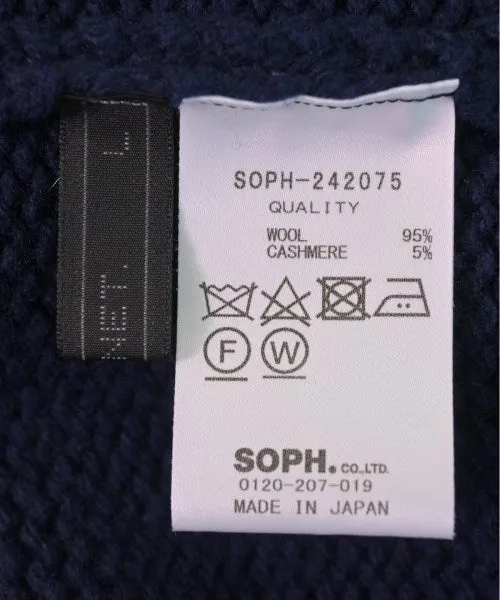 SOPH-242075
QUALITY
WOOL 95%
CASHMERE 5%
F W
SOPH. CO.,LTD.
0120-207-019
MADE IN JAPAN
L